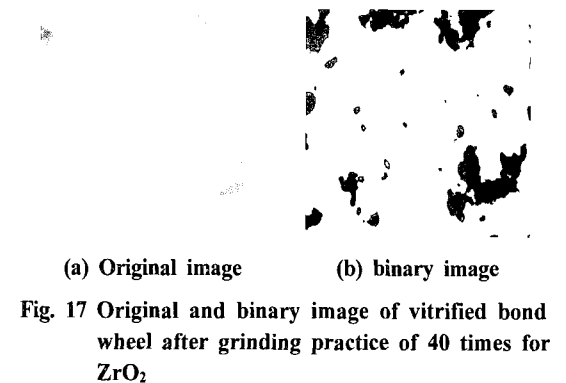 (a) Original image (b) binary image
Fig. 17 Original and binary image of vitrified bond
wheel after grinding practice of 40 times for
ZrO₂